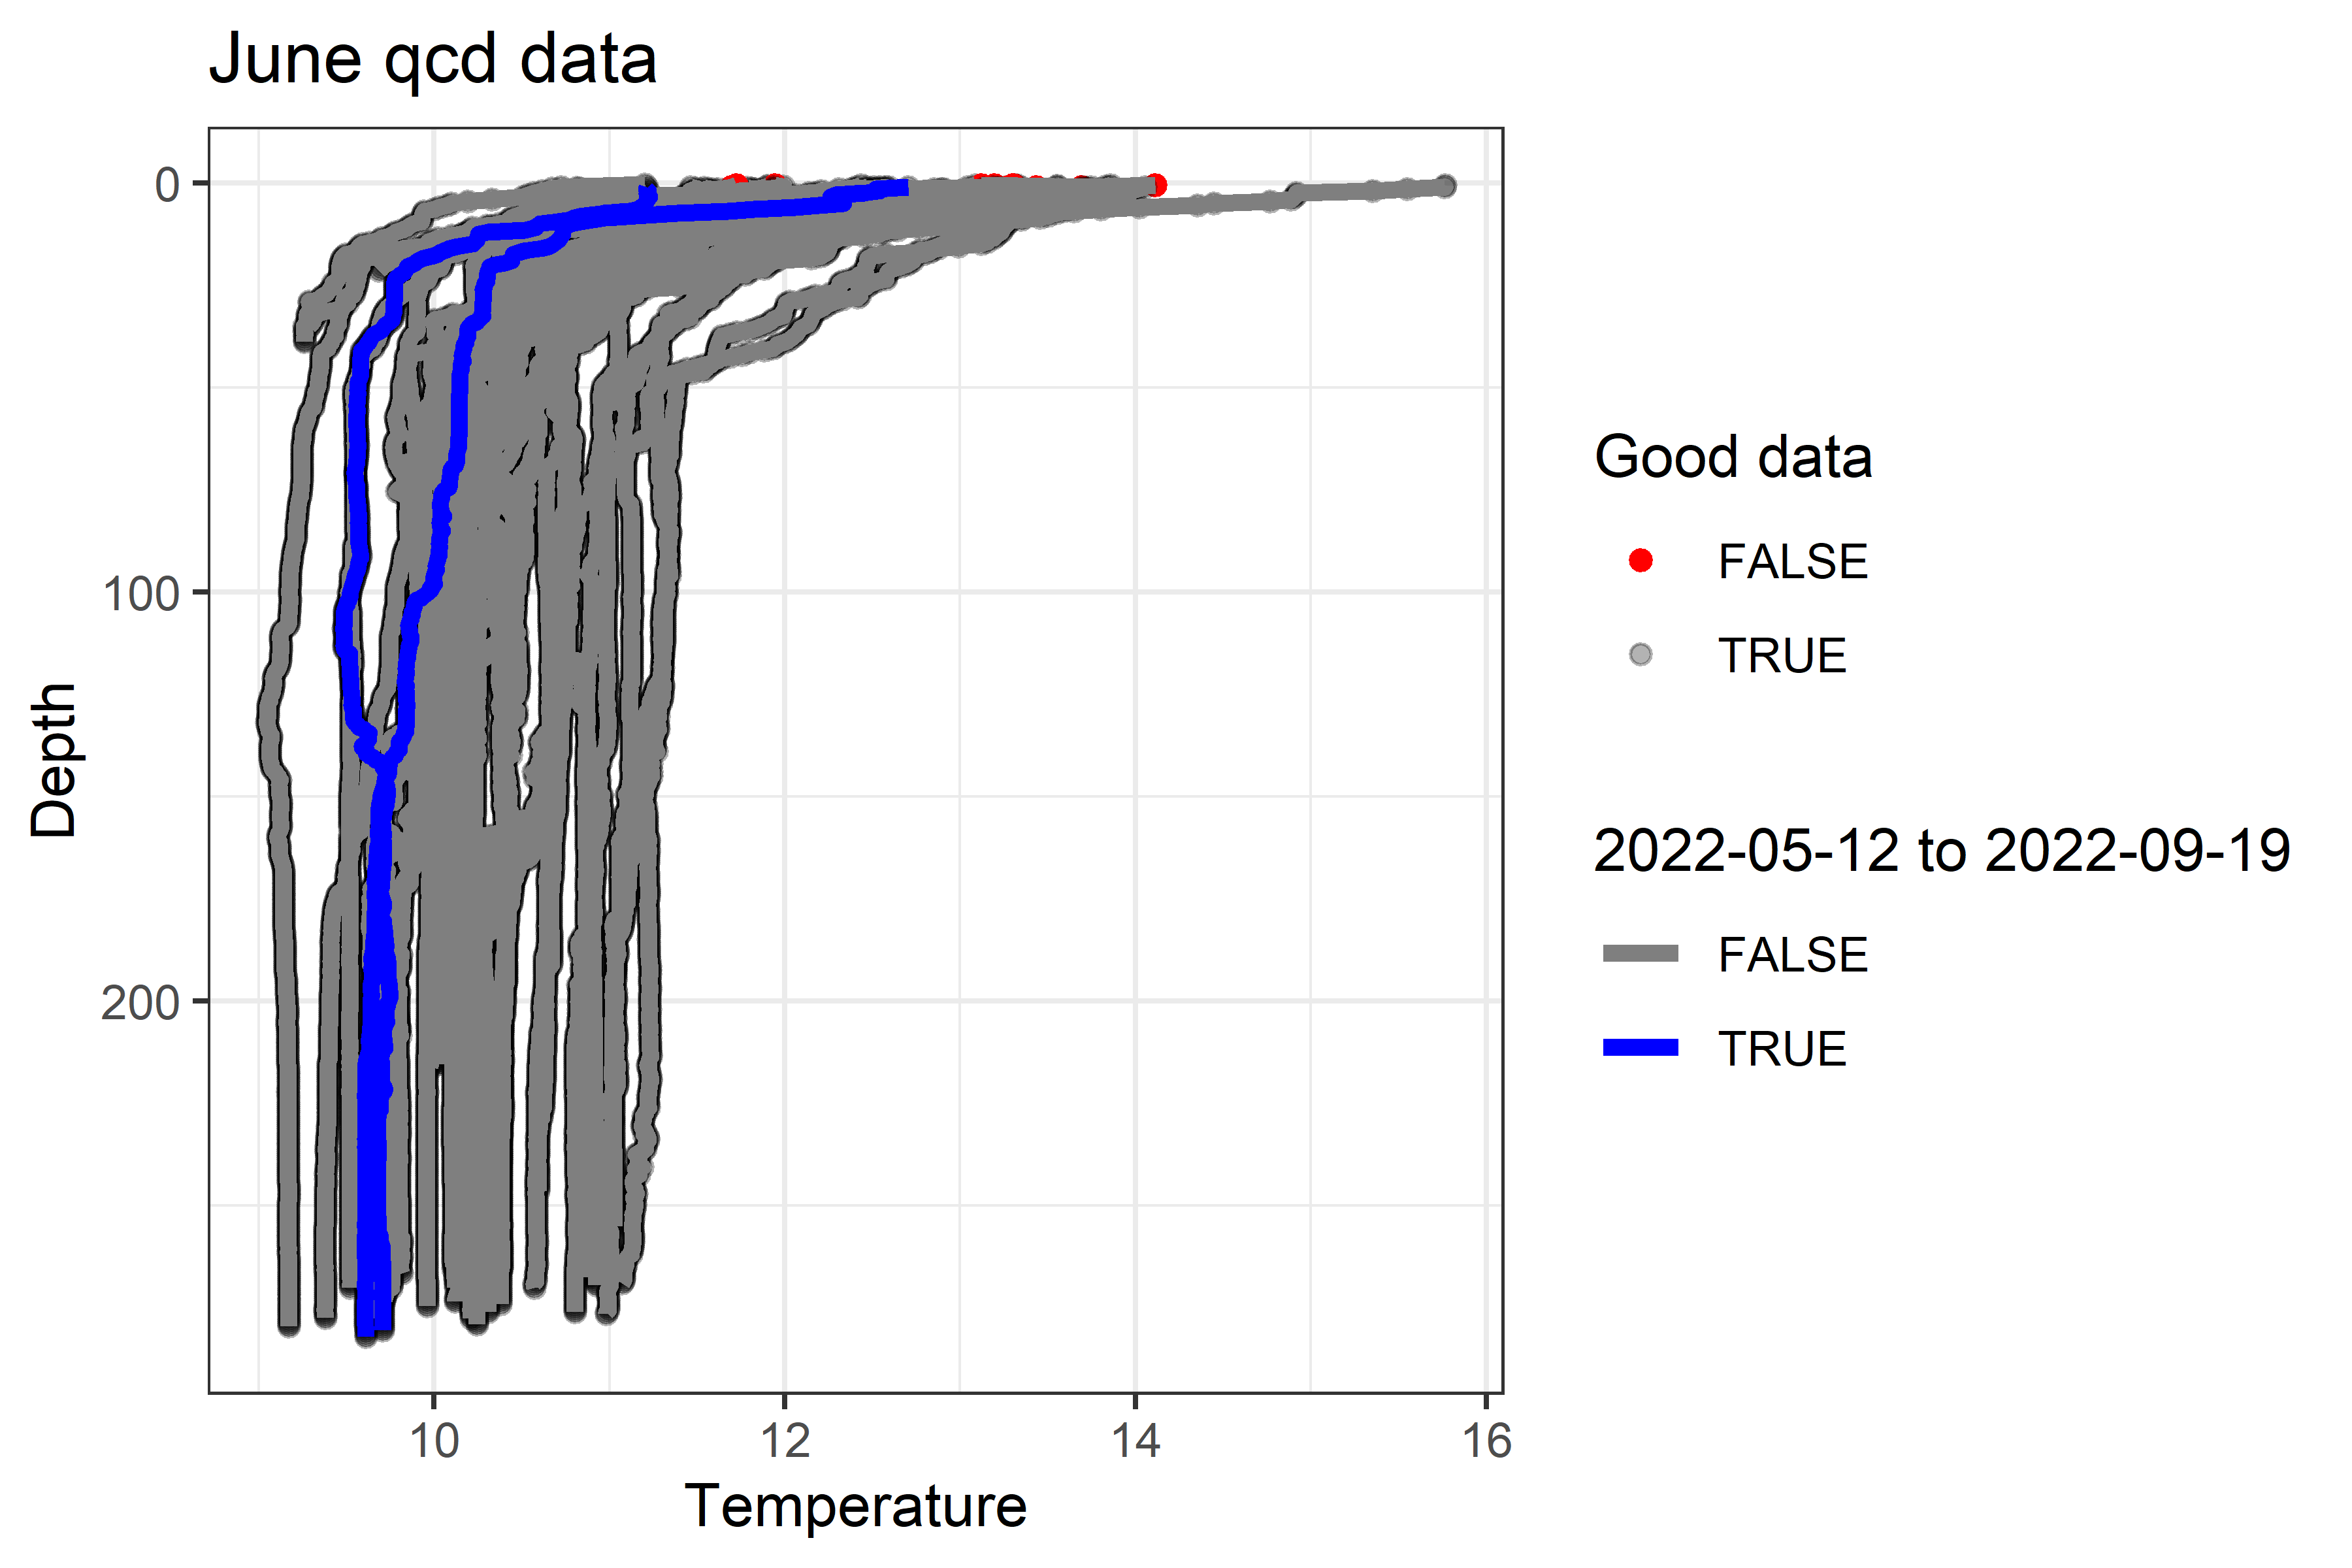 June qcd data
0
100
200
Depth
10 12 14 16
Temperature
Good data
FALSE
TRUE
2022-05-12 to 2022-09-19
FALSE
TRUE